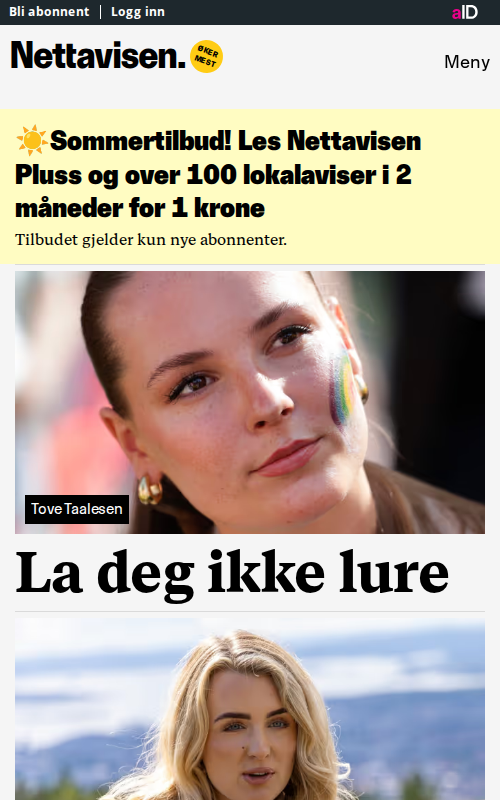 Bli abonnent | Logg inn
aID
Nettavisen.
ØKER
MEST
Meny
☀️Sommertilbud! Les Nettavisen
Pluss og over 100 lokalaviser i 2
måneder for 1 krone
Tilbudet gjelder kun nye abonnenter.
Tove Taalesen
La deg ikke lure